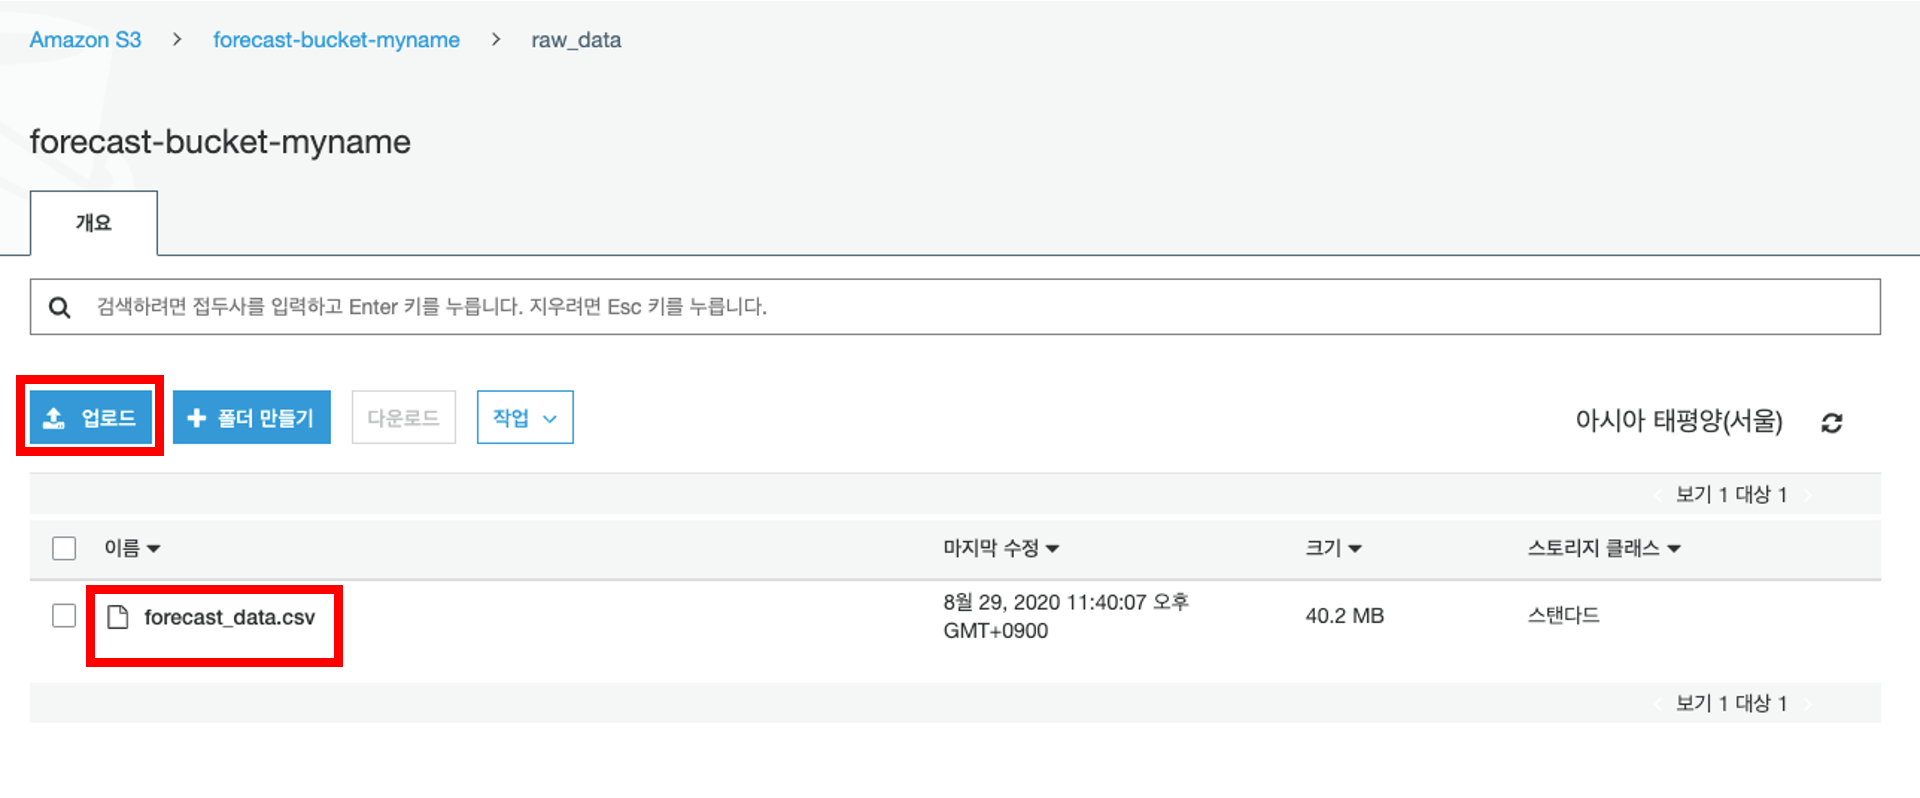 Amazon S3 > forecast-bucket-myname > raw_data
forecast-bucket-myname
개요
검색하려면 접두사를 입력하고 Enter 키를 누릅니다. 지우려면 Esc 키를 누릅니다.
업로드 + 폴더 만들기 다운로드 작업 아시아 태평양(서울)
보기 1 대상 1
이름 마지막 수정 크기 스토리지 클래스
forecast_data.csv 8월 29, 2020 11:40:07 오후 40.2 MB 스탠다드
GMT+0900
보기 1 대상 1